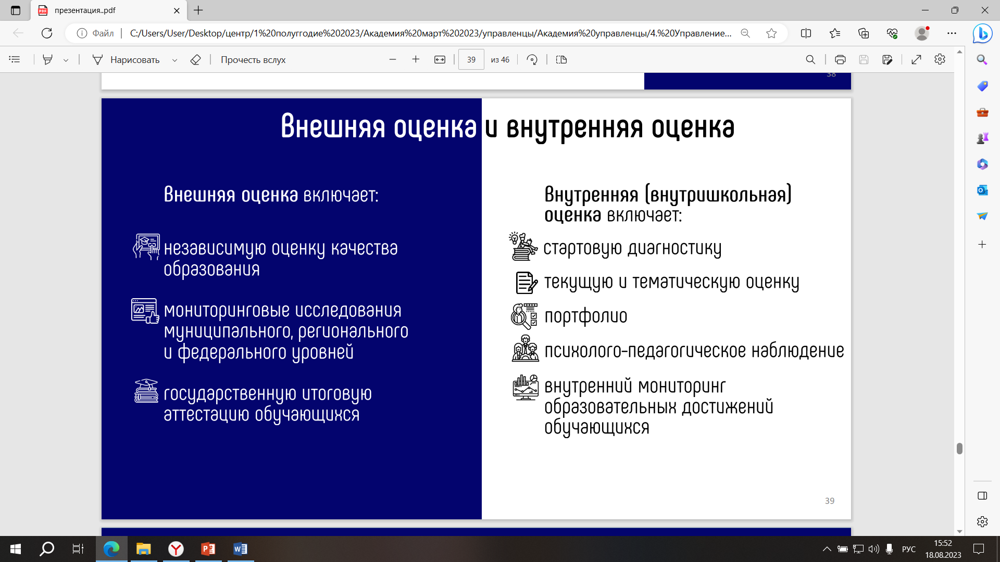 презентация..pdf
Файл
C:/Users/User/Desktop/центр/1%20полуггодие%202023/Академия%20март%202023/управленцы/Академия%20управленцы/4.%20Управление...
Нарисовать
Прочесть вслух
39
из 46
38
Внешняя оценка и внутренняя оценка
Внешняя оценка включает:
независимую оценку качества
образования
мониторинговые исследования
муниципального, регионального
и федерального уровней
государственную итоговую
аттестацию обучающихся
Внутренняя (внутришкольная)
оценка включает:
стартовую диагностику
текущую и тематическую оценку
портфолио
психолого-педагогическое наблюдение
внутренний мониторинг
образовательных достижений
обучающихся
39
РУС
15:52
18.08.2023